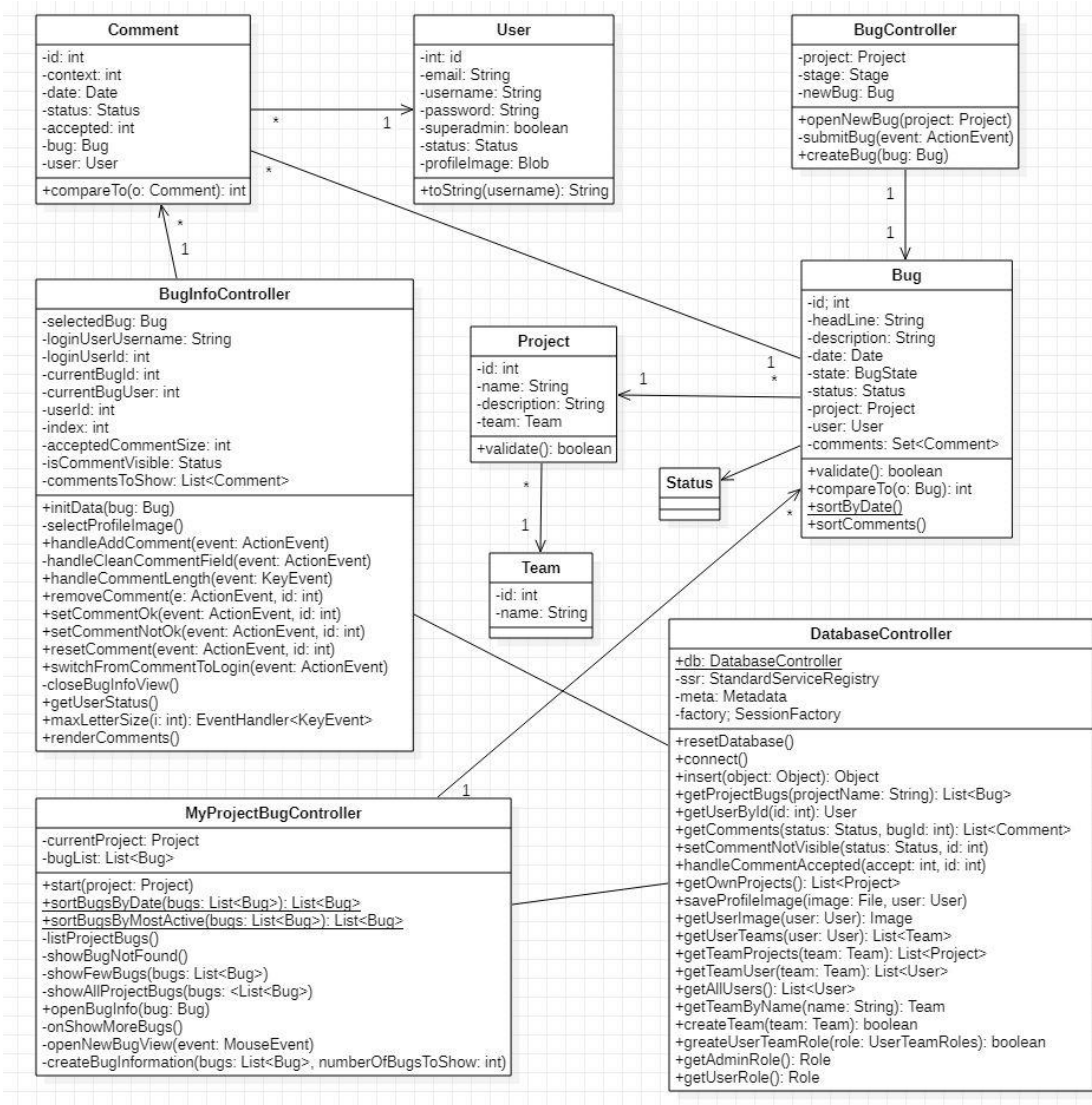 Comment
-id: int
-context: int
-date: Date
-status: Status
-accepted: int
-bug: Bug
-user: User
+compareTo(o: Comment): int
*
1
User
-int: id
-email: String
-username: String
-password: String
-superadmin: boolean
-status: Status
-profileImage: Blob
+toString(username): String
BugController
-project: Project
-stage: Stage
-newBug: Bug
+openNewBug(project: Project)
-submitBug(event: ActionEvent)
+createBug(bug: Bug)
1
1
*
*
1
BugInfoController
-selectedBug: Bug
-loginUserUsername: String
-loginUserId: int
-currentBugId: int
-currentBugUser: int
-userId: int
-index: int
-acceptedCommentSize: int
-isCommentVisible: Status
-commentsToShow: List<Comment>
+initData(bug: Bug)
-selectProfileImage()
+handleAddComment(event: ActionEvent)
-handleCleanCommentField(event: ActionEvent)
+handleCommentLength(event: KeyEvent)
+removeComment(e: ActionEvent, id: int)
+setCommentOk(event: ActionEvent, id: int)
+setCommentNotOk(event: ActionEvent, id: int)
+resetComment(event: ActionEvent, id: int)
+switchFromCommentToLogin(event: ActionEvent)
-closeBugInfoView()
+getUserStatus()
+maxLetterSize(i: int): EventHandler<KeyEvent>
+renderComments()
Project
-id: int
-name: String
-description: String
-team: Team
+validate(): boolean
1
1
*
Bug
-id; int
-headLine: String
-description: String
-date: Date
-state: BugState
-status: Status
-project: Project
-user: User
-comments: Set<Comment>
+validate(): boolean
+compareTo(o: Bug): int
+sortByDate()
+sortComments()
*
Status
*
1
Team
-id: int
-name: String
DatabaseController
+db: DatabaseController
-ssr: StandardServiceRegistry
-meta: Metadata
-factory; SessionFactory
+resetDatabase()
+connect()
+insert(object: Object): Object
+getProjectBugs(projectName: String): List<Bug>
+getUserById(id: int): User
+getComments(status: Status, bugId: int): List<Comment>
+setCommentNotVisible(status: Status, id: int)
+handleCommentAccepted(accept: int, id: int)
+getOwnProjects(): List<Project>
+saveProfileImage(image: File, user: User)
+getUserImage(user: User): Image
+getUserTeams(user: User): List<Team>
+getTeamProjects(team: Team): List<Project>
+getTeamUser(team: Team): List<User>
+getAllUsers(): List<User>
+getTeamByName(name: String): Team
+createTeam(team: Team): boolean
+greateUserTeamRole(role: UserTeamRoles): boolean
+getAdminRole(): Role
+getUserRole(): Role
1
MyProjectBugController
-currentProject: Project
-bugList: List<Bug>
+start(project: Project)
+sortBugsByDate(bugs: List<Bug>): List<Bug>
+sortBugsByMostActive(bugs: List<Bug>): List<Bug>
-listProjectBugs()
-showBugNotFound()
-showFewBugs(bugs: List<Bug>)
-showAllProjectBugs(bugs: <List<Bug>)
+openBugInfo(bug: Bug)
-onShowMoreBugs()
-openNewBugView(event: MouseEvent)
-createBugInformation(bugs: List<Bug>, numberOfBugsToShow: int)